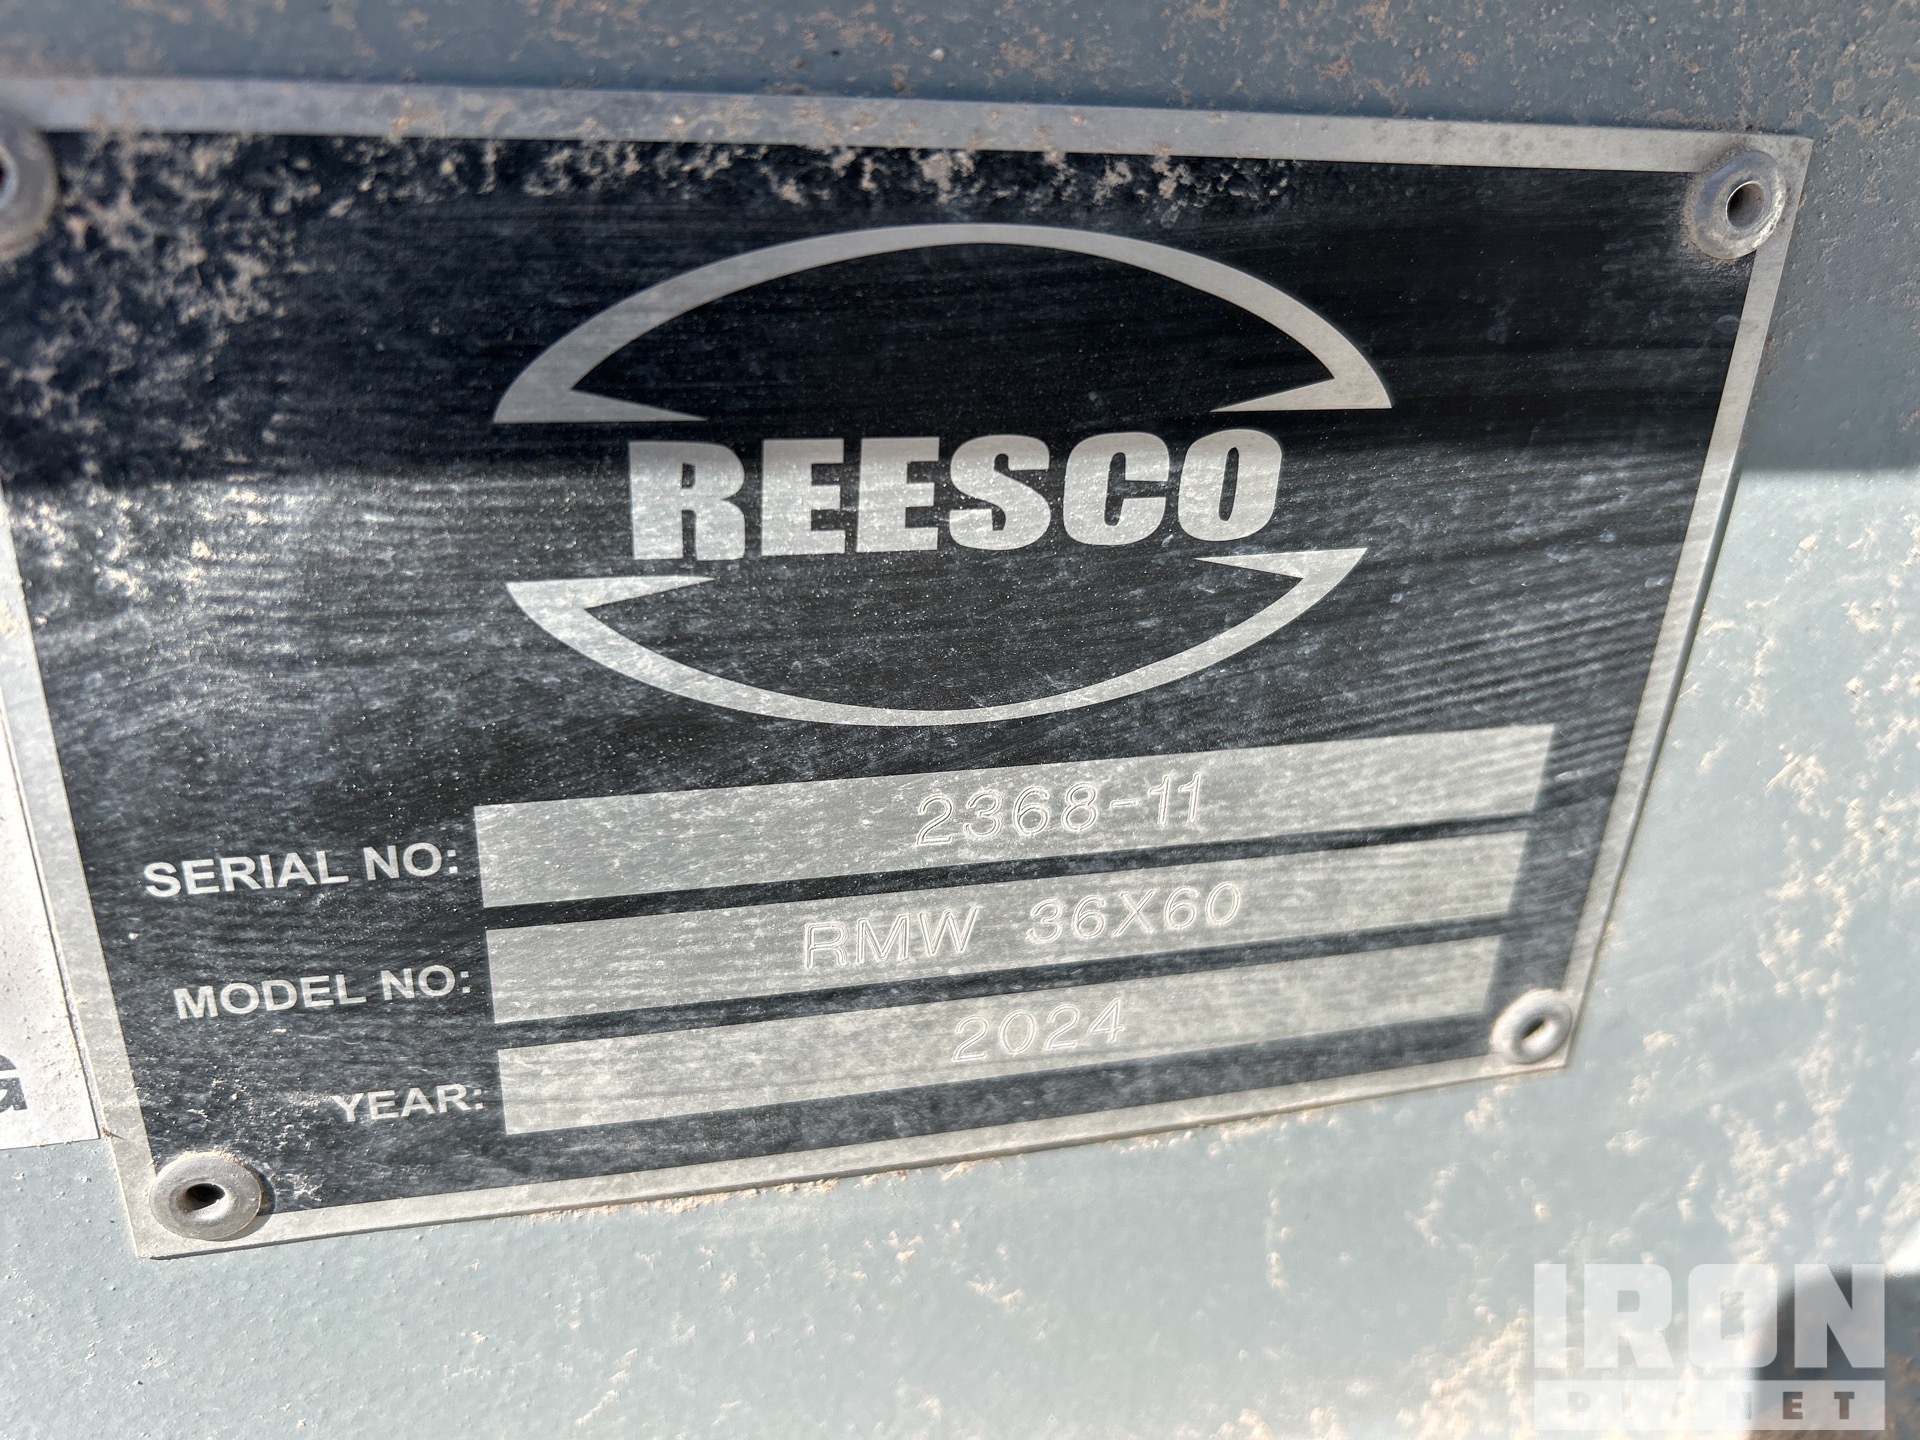 REESCO
SERIAL NO: 2368-11
MODEL NO: RMW 36X60
YEAR: 2024
G
IRON
PLANET